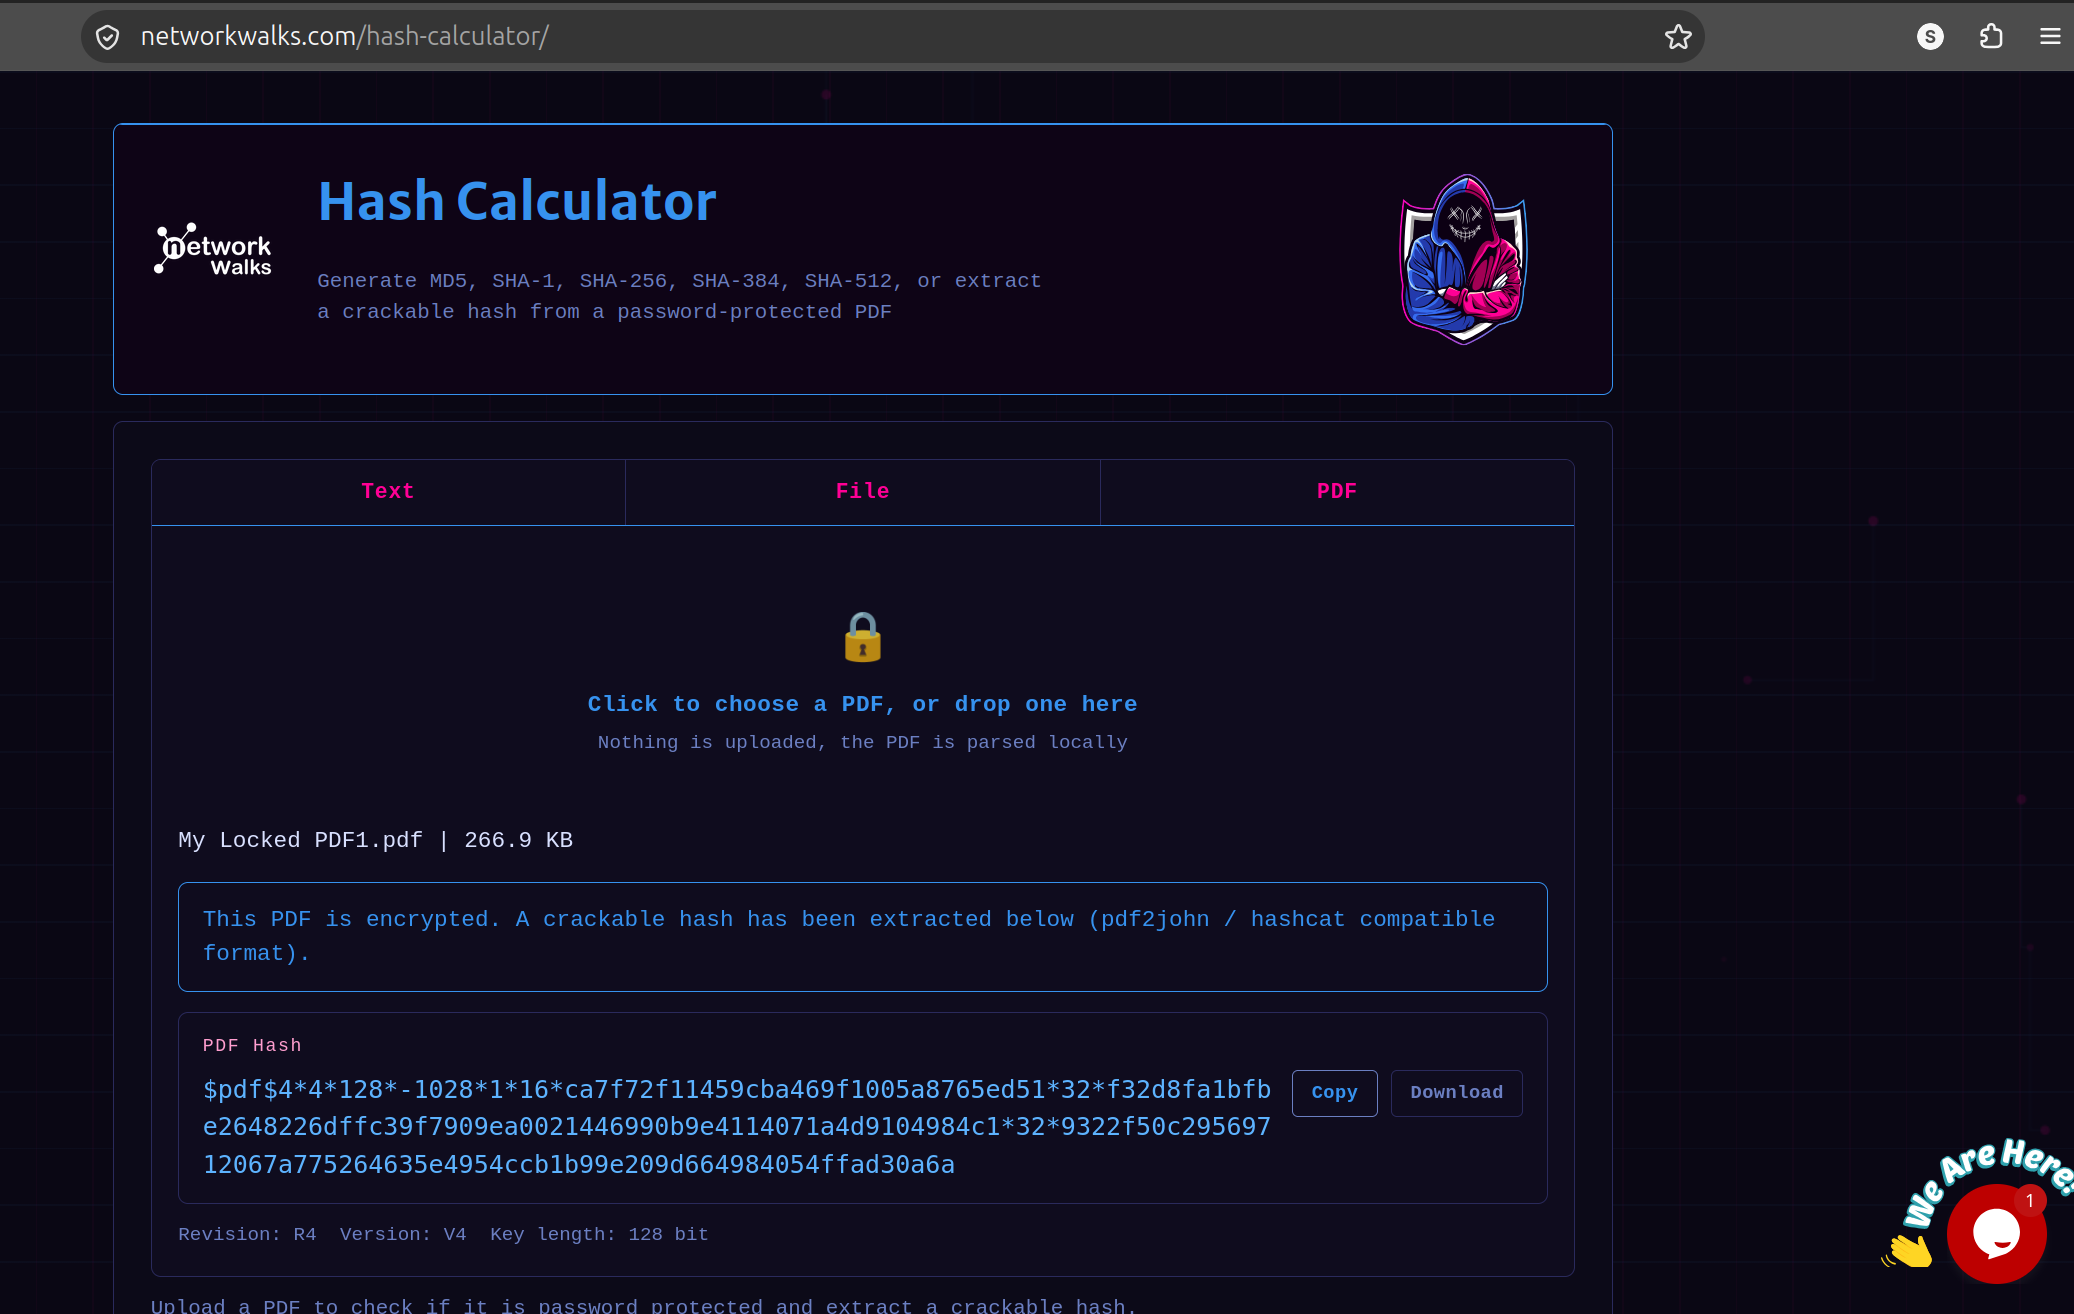 networkwalks.com/hash-calculator/
S
network
Walks
Hash Calculator
Generate MD5, SHA-1, SHA-256, SHA-384, SHA-512, or extract
a crackable hash from a password-protected PDF
Text
File
PDF
Click to choose a PDF, or drop one here
Nothing is uploaded, the PDF is parsed locally
My Locked PDF1.pdf | 266.9 KB
This PDF is encrypted. A crackable hash has been extracted below (pdf2john / hashcat compatible
format).
PDF Hash
$pdf$4*4*128*-1028*1*16*ca7f72f11459cba469f1005a8765ed51*32*f32d8fa1bfb
e2648226dffc39f7909ea0021446990b9e4114071a4d9104984c1*32*9322f50c295697
12067a775264635e4954ccb1b99e209d664984054ffad30a6a
Copy
Download
Revision: R4 Version: V4 Key length: 128 bit
We Are Here!
1
Upload a PDF to check if it is password protected and extract a crackable hash.